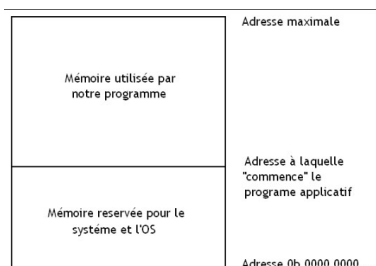 Adresse maximale
Mémoire utilisée par
notre programme
Adresse à laquelle
"commence" le
programe applicatif
Mémoire reservée pour le
systéme et l'OS
Adresse 0b 0000 0000